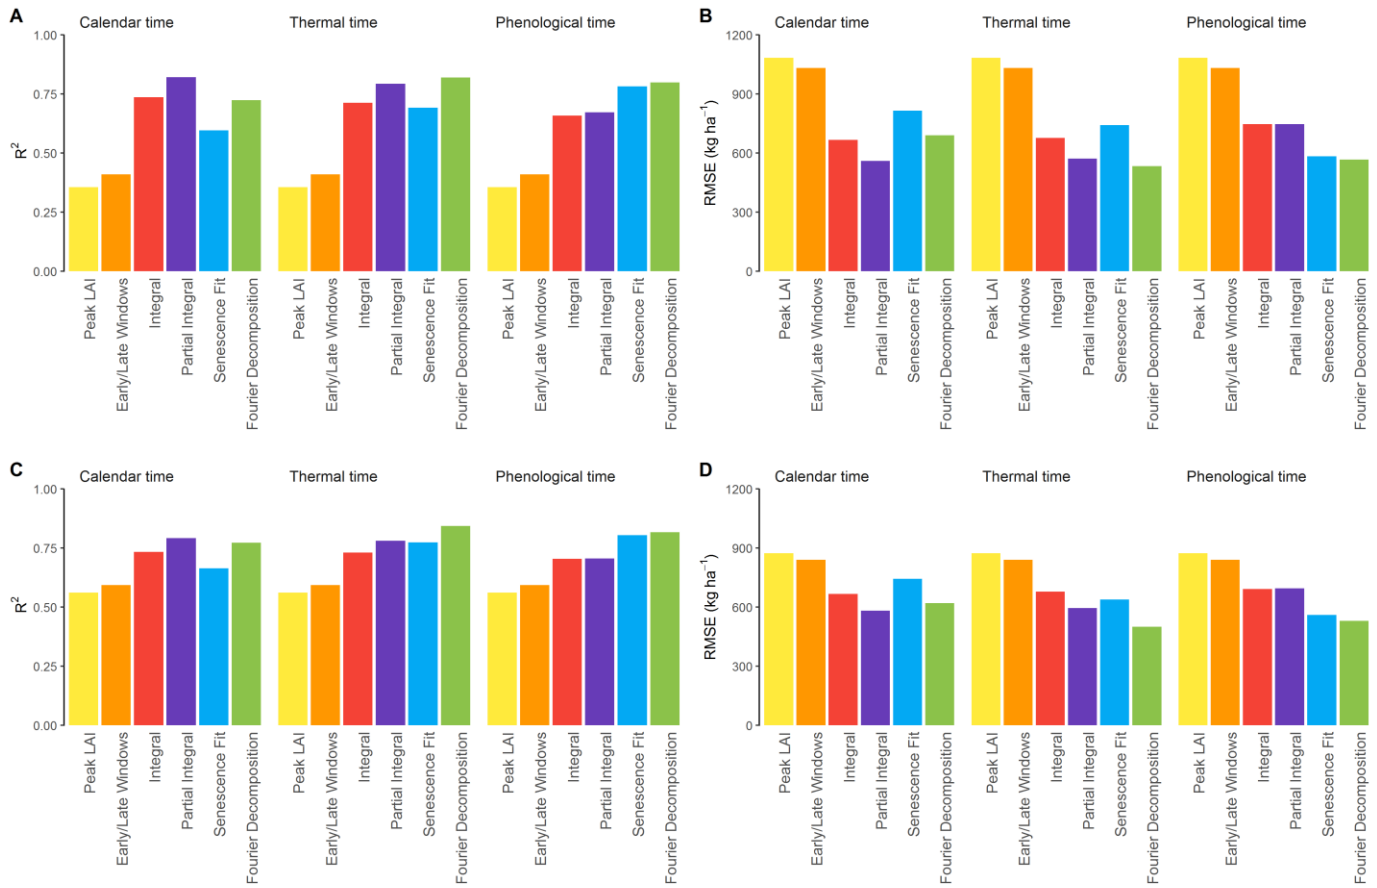 A
Calendar time
Thermal time
Phenological time
1.00
0.75
0.50
0.25
0.00
R²
Peak LAI
Early/Late Windows
Integral
Partial Integral
Senescence Fit
Fourier Decomposition
Peak LAI
Early/Late Windows
Integral
Partial Integral
Senescence Fit
Fourier Decomposition
Peak LAI
Early/Late Windows
Integral
Partial Integral
Senescence Fit
Fourier Decomposition
B
Calendar time
Thermal time
Phenological time
1200
900
600
300
0
RMSE (kg ha⁻¹)
Peak LAI
Early/Late Windows
Integral
Partial Integral
Senescence Fit
Fourier Decomposition
Peak LAI
Early/Late Windows
Integral
Partial Integral
Senescence Fit
Fourier Decomposition
Peak LAI
Early/Late Windows
Integral
Partial Integral
Senescence Fit
Fourier Decomposition
C
Calendar time
Thermal time
Phenological time
1.00
0.75
0.50
0.25
0.00
R²
Peak LAI
Early/Late Windows
Integral
Partial Integral
Senescence Fit
Fourier Decomposition
Peak LAI
Early/Late Windows
Integral
Partial Integral
Senescence Fit
Fourier Decomposition
Peak LAI
Early/Late Windows
Integral
Partial Integral
Senescence Fit
Fourier Decomposition
D
Calendar time
Thermal time
Phenological time
1200
900
600
300
0
RMSE (kg ha⁻¹)
Peak LAI
Early/Late Windows
Integral
Partial Integral
Senescence Fit
Fourier Decomposition
Peak LAI
Early/Late Windows
Integral
Partial Integral
Senescence Fit
Fourier Decomposition
Peak LAI
Early/Late Windows
Integral
Partial Integral
Senescence Fit
Fourier Decomposition